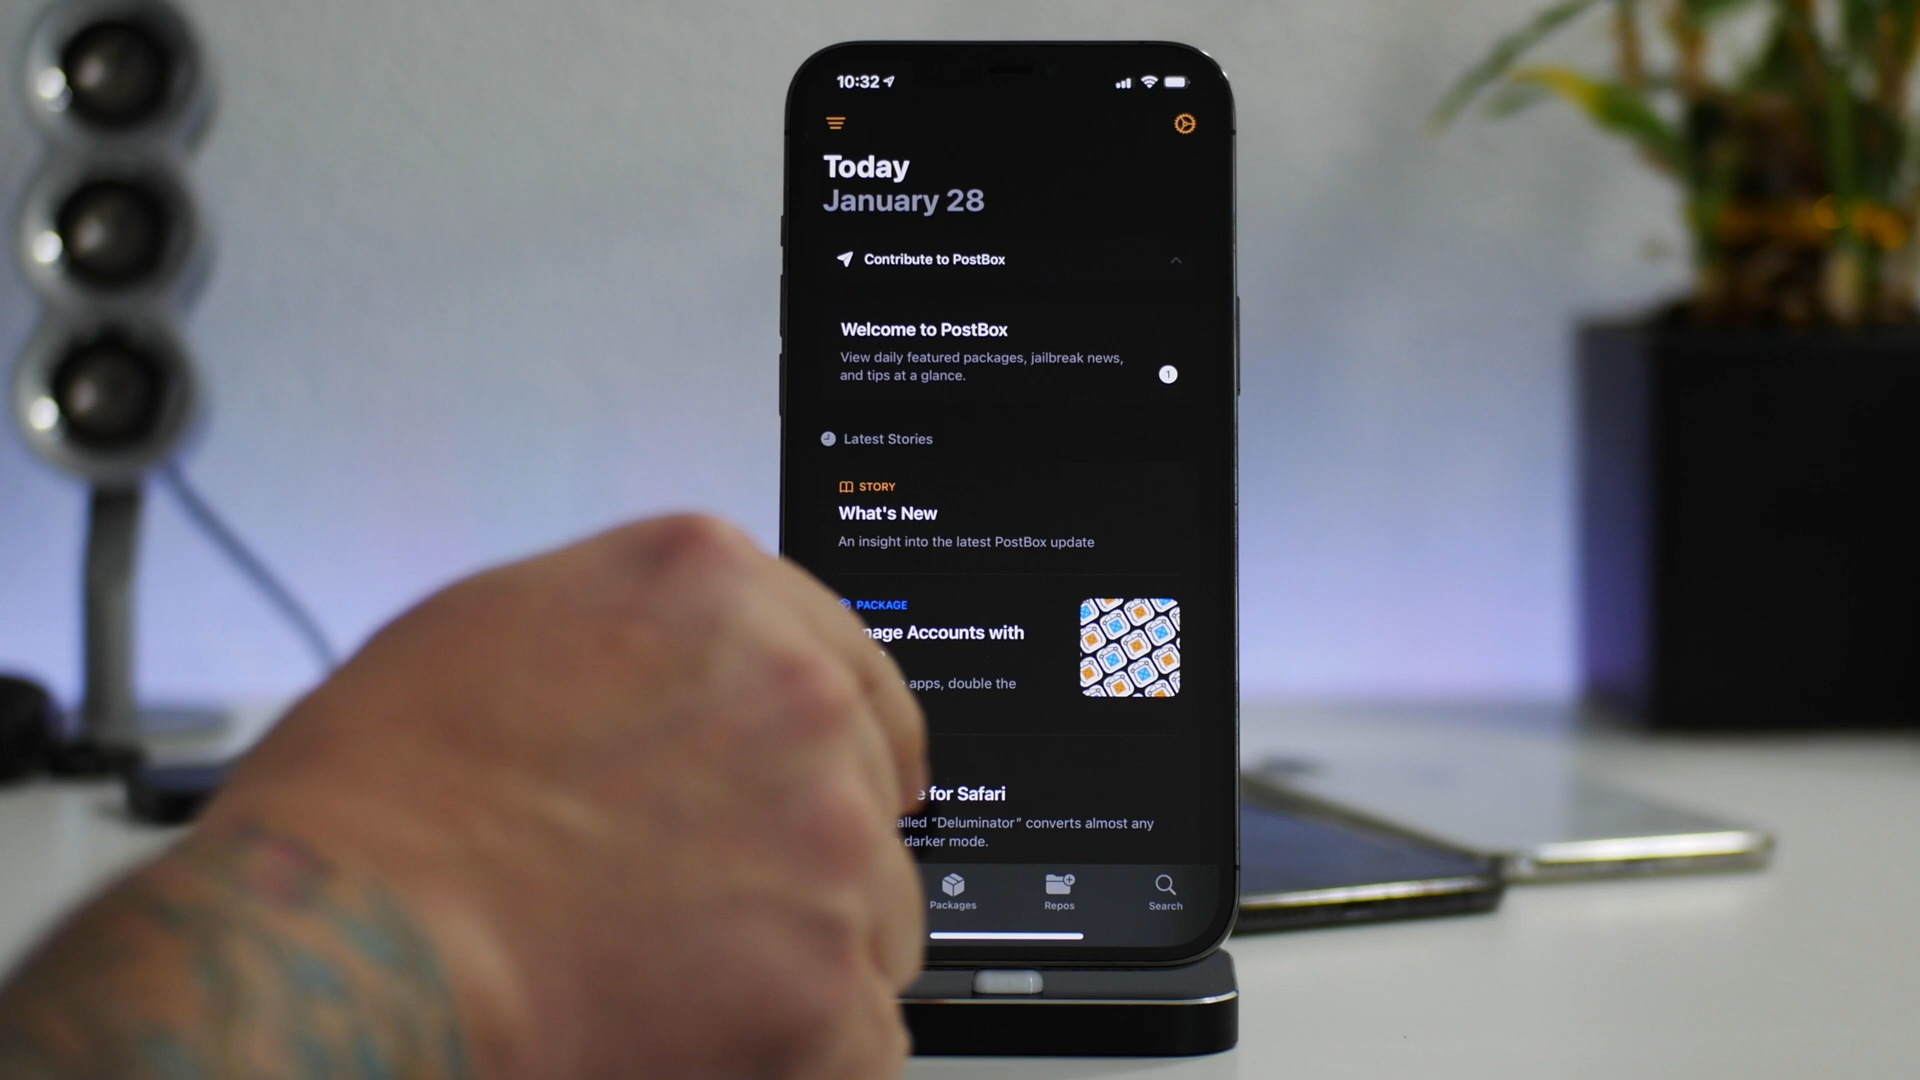 10:32
Today
January 28
Contribute to PostBox
Welcome to PostBox
View daily featured packages, jailbreak news,
and tips at a glance.
1
Latest Stories
STORY
What's New
An insight into the latest PostBox update
PACKAGE
Accounts with
apps, double the
for Safari
“Deluminator” converts almost any
darker mode.
Packages
Repos
Search